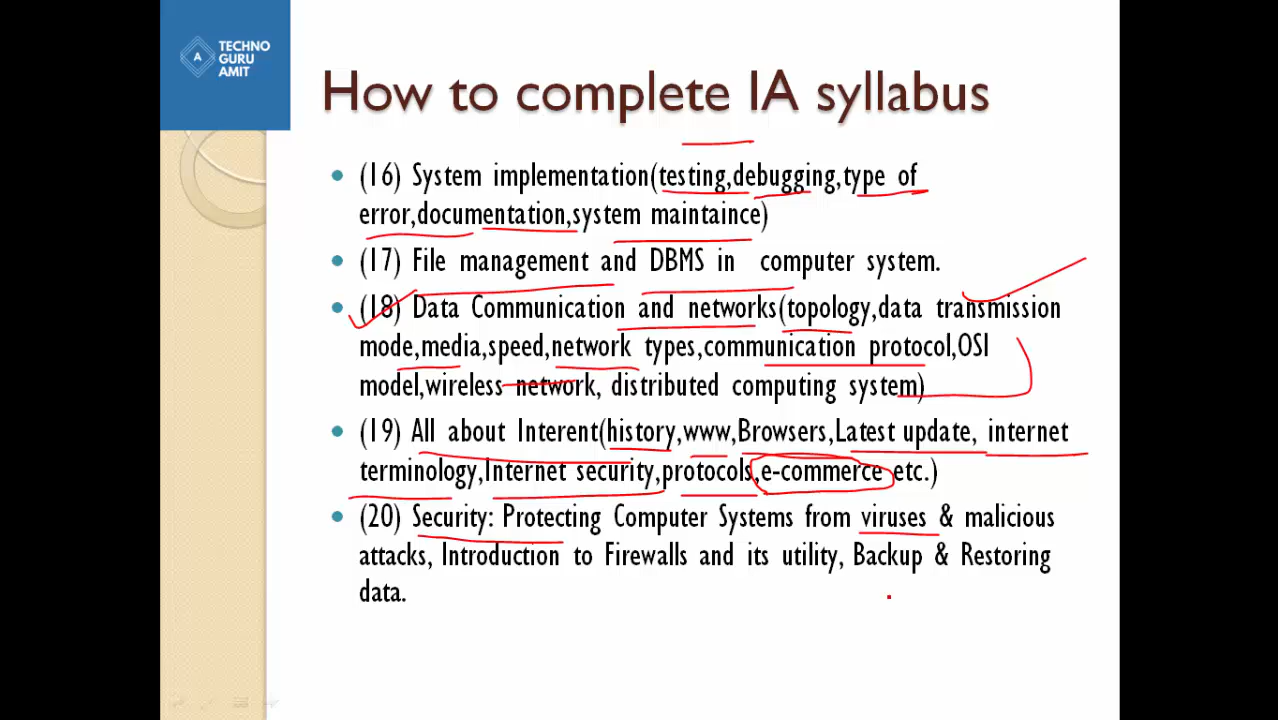 TECHNO
GURU
AMIT
A
How to complete IA syllabus
(16) System implementation(testing,debugging,type of
error,documentation,system maintaince)
(17) File management and DBMS in computer system.
(18) Data Communication and networks(topology,data transmission
mode,media,speed,network types,communication protocol,OSI
model,wireless network, distributed computing system)
(19) All about Interent(history,www,Browsers,Latest update, internet
terminology,Internet security,protocols,e-commerce etc.)
(20) Security: Protecting Computer Systems from viruses & malicious
attacks, Introduction to Firewalls and its utility, Backup & Restoring
data.